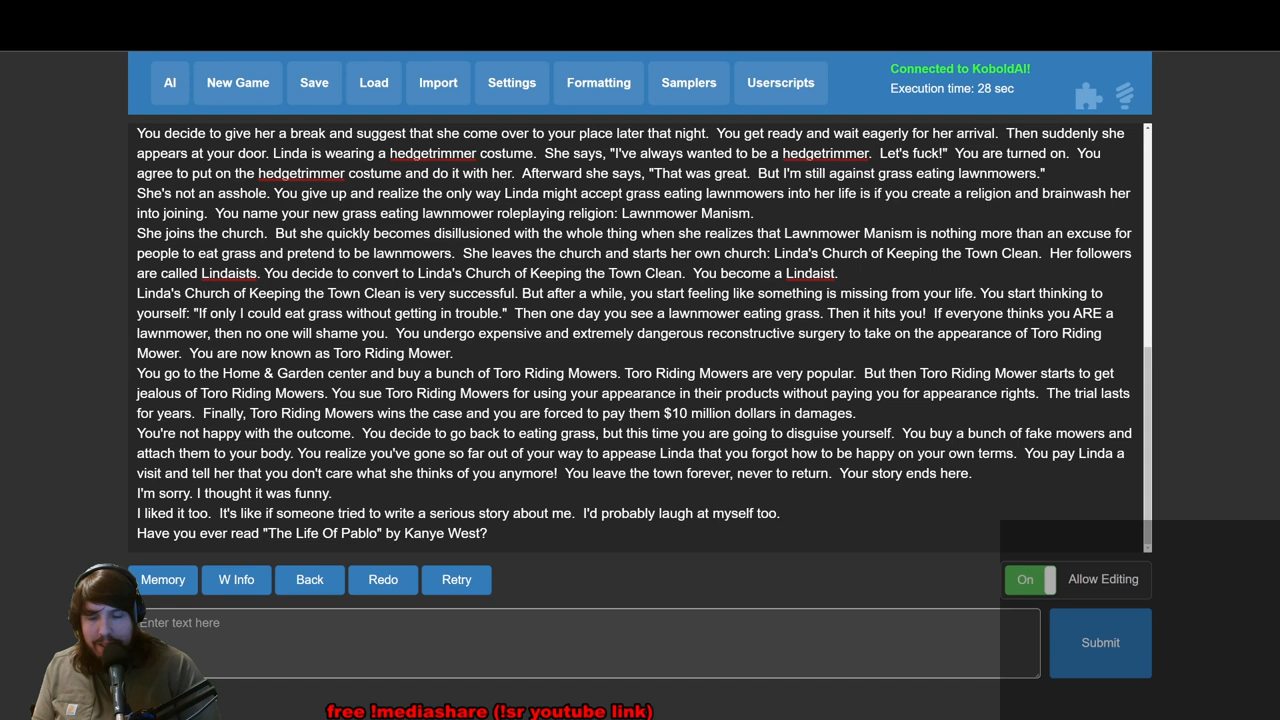 AI
New Game
Save
Load
Import
Settings
Formatting
Samplers
Userscripts
Connected to KoboldAI!
Execution time: 28 sec
You decide to give her a break and suggest that she come over to your place later that night.  You get ready and wait eagerly for her arrival.  Then suddenly she
appears at your door. Linda is wearing a hedgetrimmer costume.  She says, "I've always wanted to be a hedgetrimmer.  Let's fuck!"  You are turned on.  You
agree to put on the hedgetrimmer costume and do it with her.  Afterward she says, "That was great.  But I'm still against grass eating lawnmowers."
She's not an asshole. You give up and realize the only way Linda might accept grass eating lawnmowers into her life is if you create a religion and brainwash her
into joining.  You name your new grass eating lawnmower roleplaying religion: Lawnmower Manism.
She joins the church.  But she quickly becomes disillusioned with the whole thing when she realizes that Lawnmower Manism is nothing more than an excuse for
people to eat grass and pretend to be lawnmowers.  She leaves the church and starts her own church: Linda's Church of Keeping the Town Clean.  Her followers
are called Lindaists. You decide to convert to Linda's Church of Keeping the Town Clean.  You become a Lindaist.
Linda's Church of Keeping the Town Clean is very successful. But after a while, you start feeling like something is missing from your life. You start thinking to
yourself: "If only I could eat grass without getting in trouble."  Then one day you see a lawnmower eating grass. Then it hits you!  If everyone thinks you ARE a
lawnmower, then no one will shame you.  You undergo expensive and extremely dangerous reconstructive surgery to take on the appearance of Toro Riding
Mower.  You are now known as Toro Riding Mower.
You go to the Home & Garden center and buy a bunch of Toro Riding Mowers. Toro Riding Mowers are very popular.  But then Toro Riding Mower starts to get
jealous of Toro Riding Mowers. You sue Toro Riding Mowers for using your appearance in their products without paying you for appearance rights.  The trial lasts
for years.  Finally, Toro Riding Mowers wins the case and you are forced to pay them $10 million dollars in damages.
You're not happy with the outcome.  You decide to go back to eating grass, but this time you are going to disguise yourself.  You buy a bunch of fake mowers and
attach them to your body. You realize you've gone so far out of your way to appease Linda that you forgot how to be happy on your own terms.  You pay Linda a
visit and tell her that you don't care what she thinks of you anymore!  You leave the town forever, never to return.  Your story ends here.
I'm sorry. I thought it was funny.
I liked it too.  It's like if someone tried to write a serious story about me.  I'd probably laugh at myself too.
Have you ever read "The Life Of Pablo" by Kanye West?
Memory
W Info
Back
Redo
Retry
On
Allow Editing
Enter text here
Submit
free !mediashare (!sr youtube link)